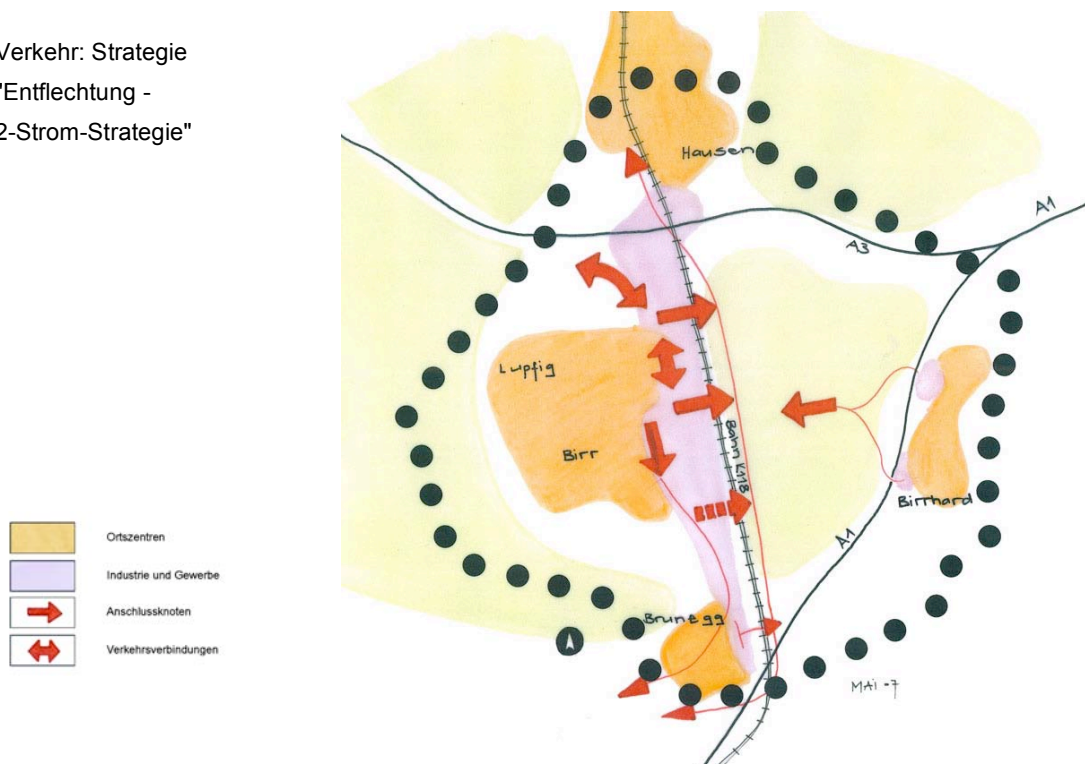 Verkehr: Strategie
"Entflechtung -
2-Strom-Strategie"
Hausen
A1
A3
Lupfig
Birr
Bahn K118
Birrhard
A1
Brunegg
MAi -7
Ortszentren
Industrie und Gewerbe
Anschlussknoten
Verkehrsverbindungen